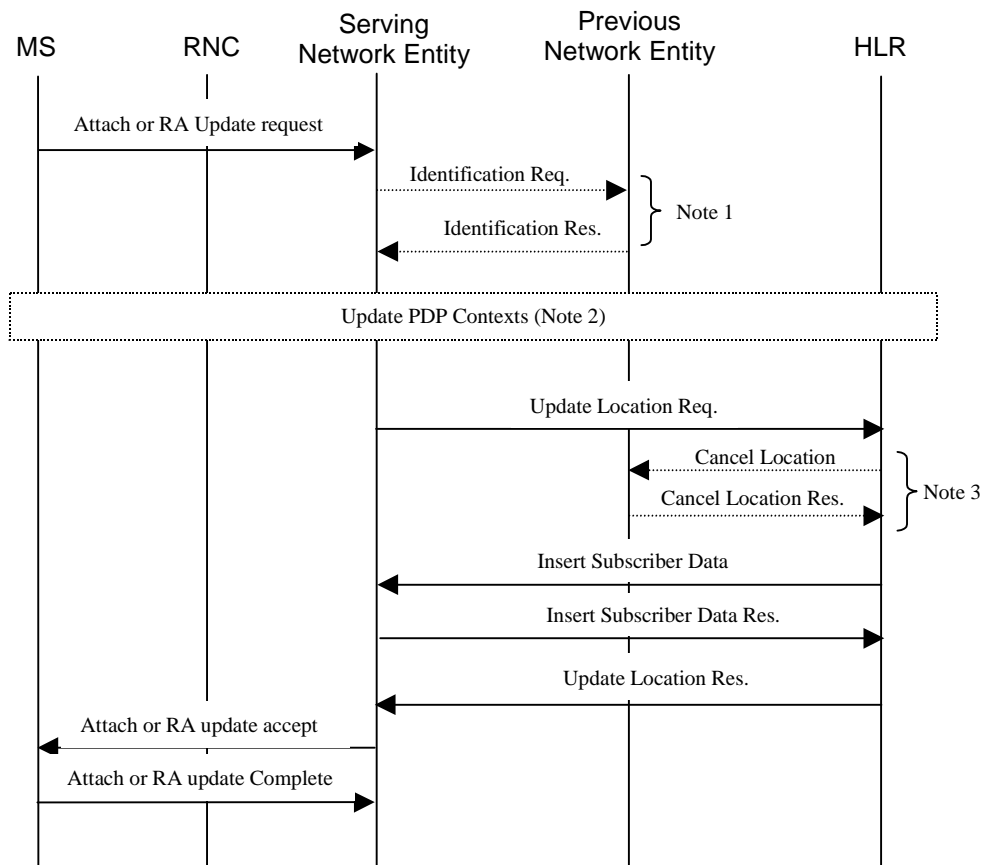 MS
RNC
Serving
Network Entity
Previous
Network Entity
HLR
Attach or RA Update request
Identification Req.
Note 1
Identification Res.
Update PDP Contexts (Note 2)
Update Location Req.
Cancel Location
Note 3
Cancel Location Res.
Insert Subscriber Data
Insert Subscriber Data Res.
Update Location Res.
Attach or RA update accept
Attach or RA update Complete